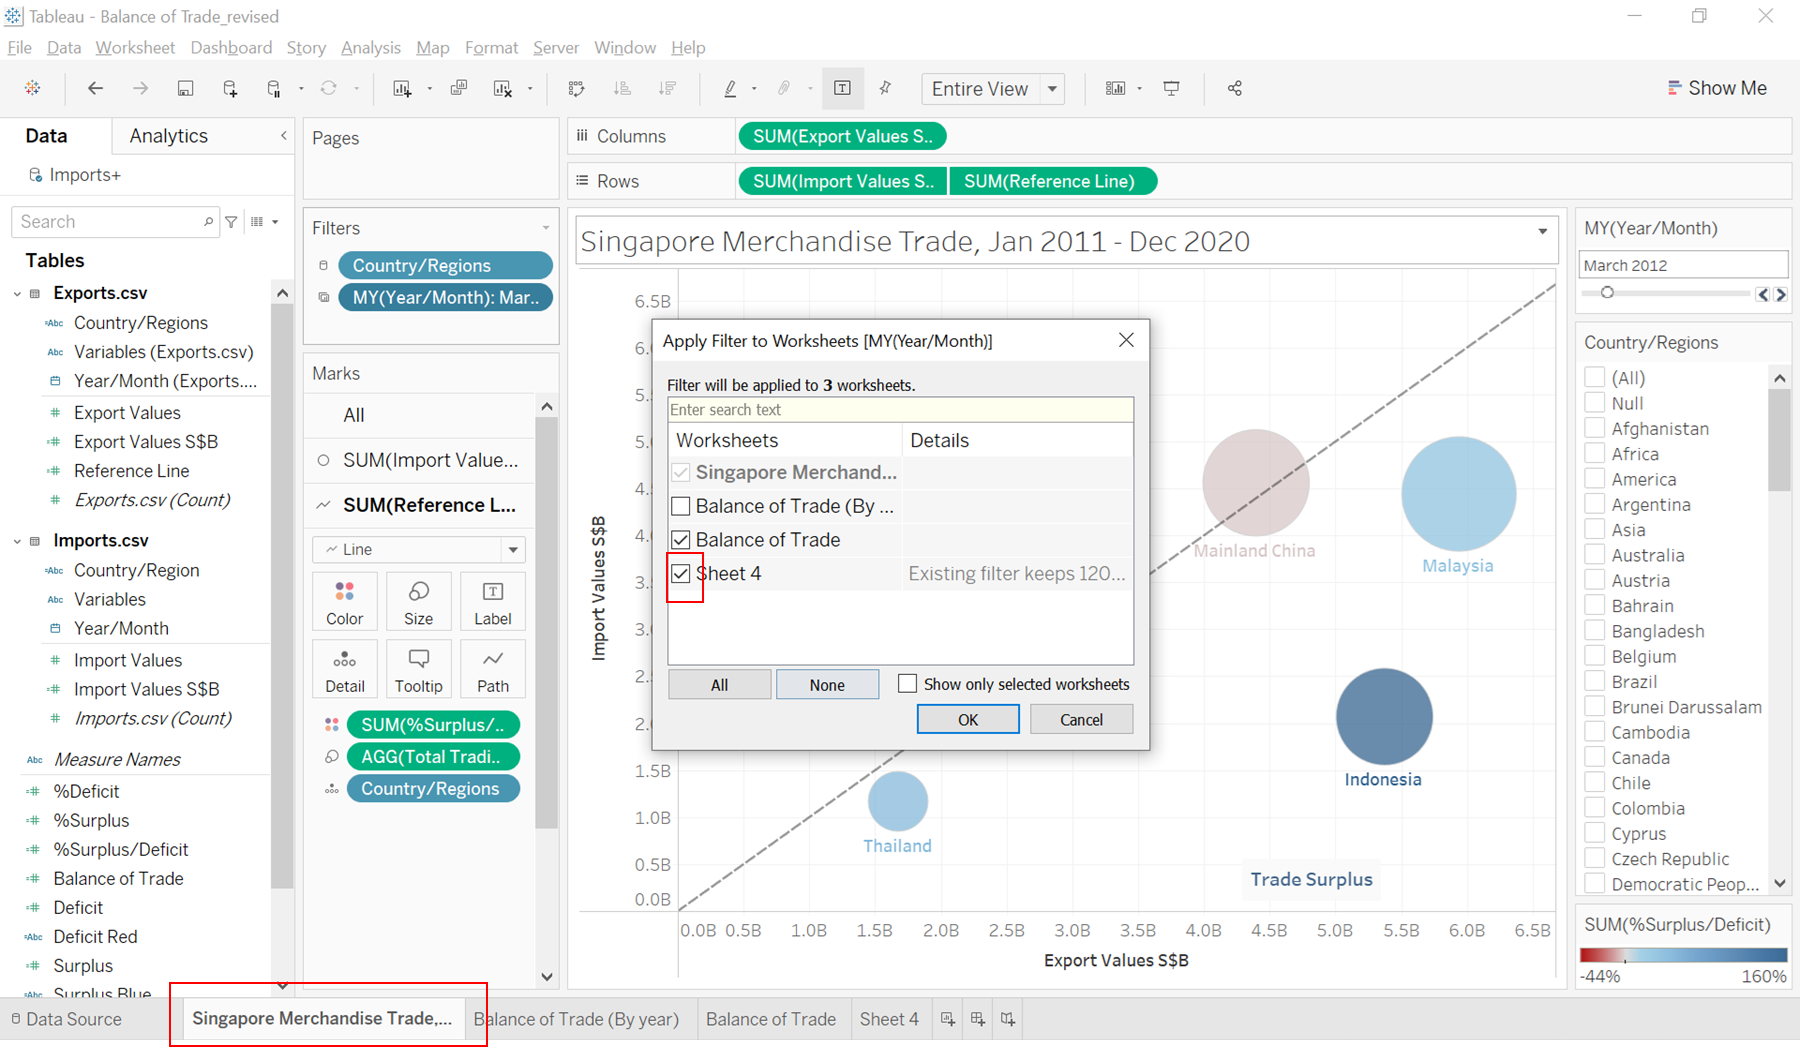 Tableau - Balance of Trade_revised
File Data Worksheet Dashboard Story Analysis Map Format Server Window Help
Entire View
Show Me
Data
Analytics
Imports+
Search
Tables
Exports.csv
Abc Country/Regions
Abc Variables (Exports.csv)
Year/Month (Exports....
Export Values
Export Values S$B
Reference Line
Exports.csv (Count)
Imports.csv
Abc Country/Region
Abc Variables
Year/Month
Import Values
Import Values S$B
Imports.csv (Count)
Abc Measure Names
%Deficit
%Surplus
%Surplus/Deficit
Balance of Trade
Deficit
Abc Deficit Red
Surplus
Abc Surplus Blue
Pages
Filters
Country/Regions
MY(Year/Month): Mar..
Marks
All
SUM(Import Value...
SUM(Reference L...
Line
Color
Size
Label
Detail
Tooltip
Path
SUM(%Surplus/..
AGG(Total Tradi..
Country/Regions
Columns
SUM(Export Values S..
Rows
SUM(Import Values S..
SUM(Reference Line)
Singapore Merchandise Trade, Jan 2011 - Dec 2020
6.5B
6.
5.
5.
4.
4.
3.
3.
2.
2.
1.5B
1.0B
0.5B
0.0B
Import Values S$B
0.0B 0.5B 1.0B 1.5B 2.0B 2.5B 3.0B 3.5B 4.0B 4.5B 5.0B 5.5B 6.0B 6.5B
Export Values S$B
Mainland China
Malaysia
Indonesia
Thailand
Trade Surplus
Apply Filter to Worksheets [MY(Year/Month)]
Filter will be applied to 3 worksheets.
Enter search text
Worksheets
Details
Singapore Merchand...
Balance of Trade (By ...
Balance of Trade
Sheet 4
Existing filter keeps 120...
All
None
Show only selected worksheets
OK
Cancel
MY(Year/Month)
March 2012
Country/Regions
(All)
Null
Afghanistan
Africa
America
Argentina
Asia
Australia
Austria
Bahrain
Bangladesh
Belgium
Brazil
Brunei Darussalam
Cambodia
Canada
Chile
Colombia
Cyprus
Czech Republic
Democratic Peop...
SUM(%Surplus/Deficit)
-44%
160%
Data Source
Singapore Merchandise Trade,...
Balance of Trade (By year)
Balance of Trade
Sheet 4